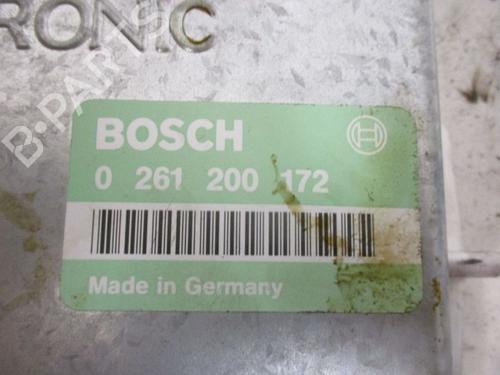 RONIC
B-PARTS
BOSCH
0 261 200 172
Made in Germany